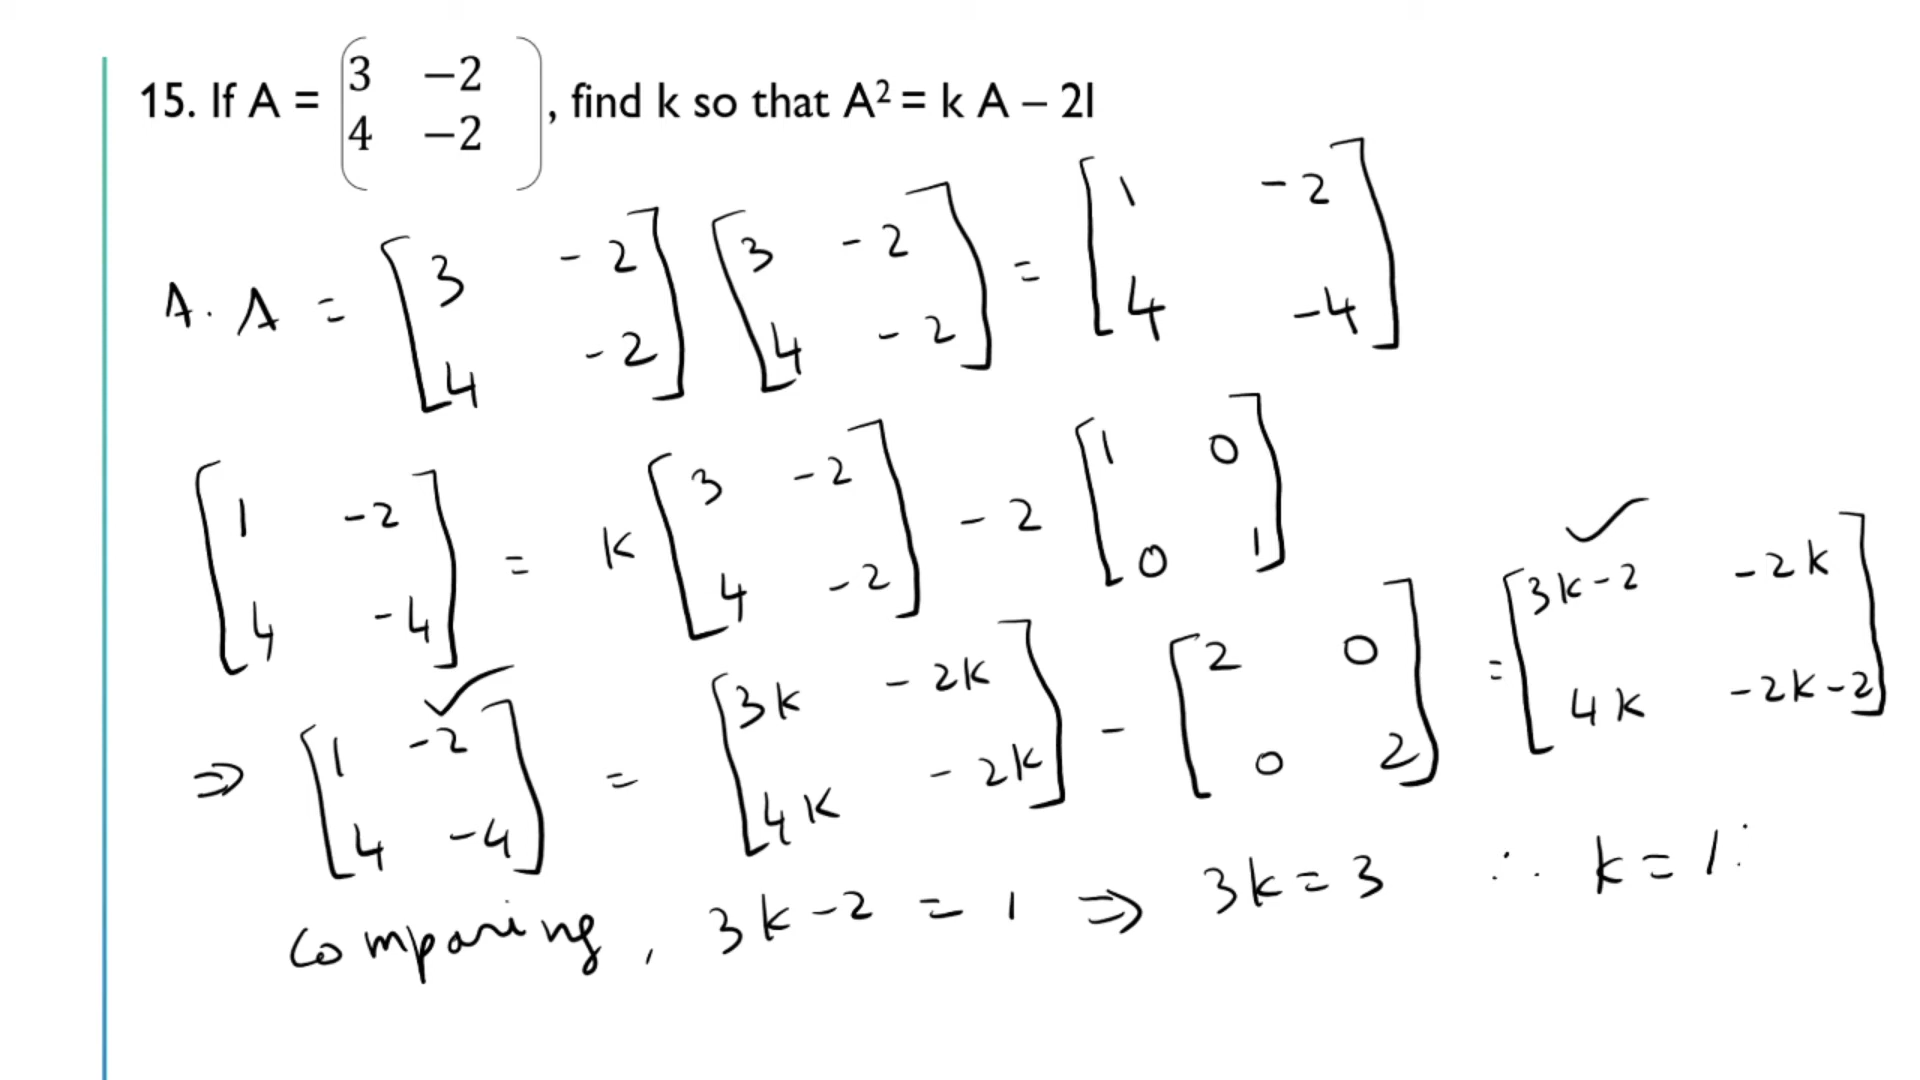 15. If A = (3 −2
4 −2), find k so that A² = k A – 2I
A. A = [3 -2
4 -2] [3 -2
4 -2] = [1 -2
4 -4]
[1 -2
4 -4] = k [3 -2
4 -2] - 2 [1 0
0 1]
⇒ [1 -2
4 -4] = [3k -2k
4k -2k] - [2 0
0 2] = [3k-2 -2k
4k -2k-2]
Comparing, 3k-2 = 1 ⇒ 3k = 3 ∴ k = 1